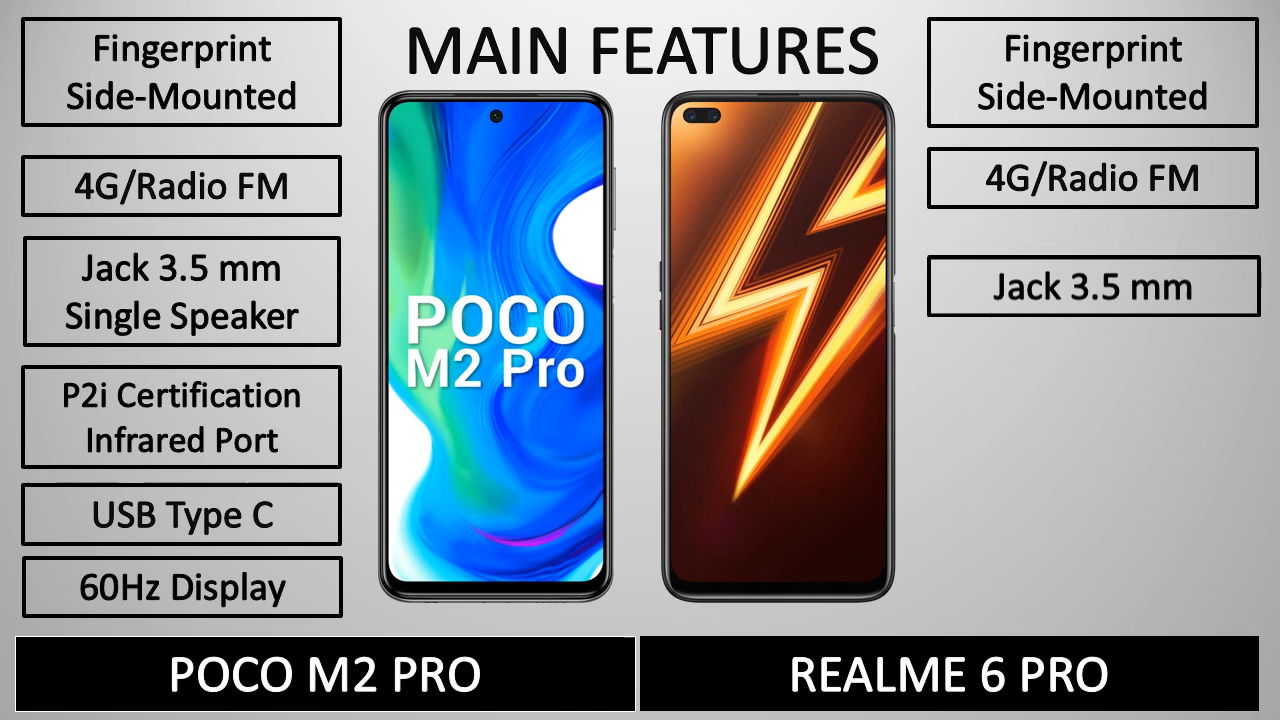 MAIN FEATURES
Fingerprint
Side-Mounted
4G/Radio FM
Jack 3.5 mm
Single Speaker
P2i Certification
Infrared Port
USB Type C
60Hz Display
POCO
M2 Pro
Fingerprint
Side-Mounted
4G/Radio FM
Jack 3.5 mm
POCO M2 PRO
REALME 6 PRO